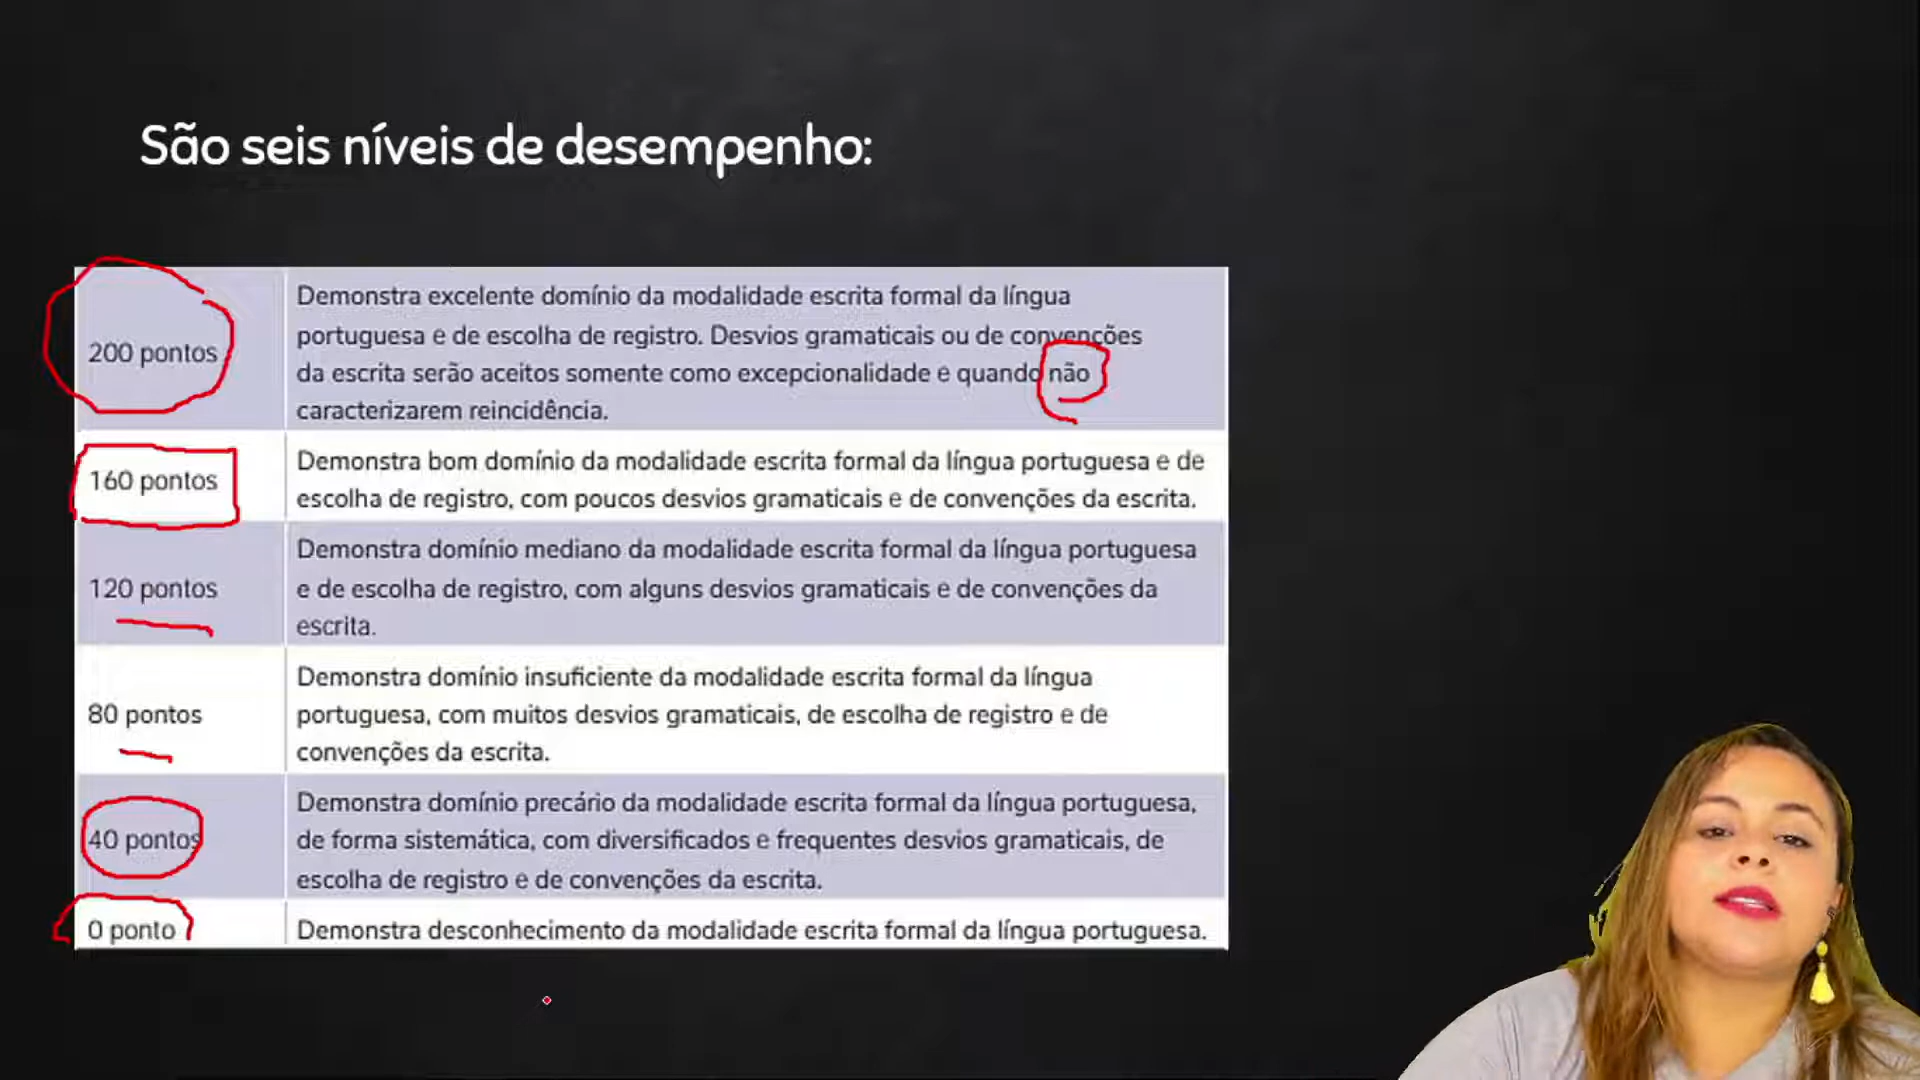 São seis níveis de desempenho:
200 pontos
Demonstra excelente domínio da modalidade escrita formal da língua
portuguesa e de escolha de registro. Desvios gramaticais ou de convenções
da escrita serão aceitos somente como excepcionalidade e quando não
caracterizarem reincidência.
160 pontos
Demonstra bom domínio da modalidade escrita formal da língua portuguesa e de
escolha de registro, com poucos desvios gramaticais e de convenções da escrita.
120 pontos
Demonstra domínio mediano da modalidade escrita formal da língua portuguesa
e de escolha de registro, com alguns desvios gramaticais e de convenções da
escrita.
80 pontos
Demonstra domínio insuficiente da modalidade escrita formal da língua
portuguesa, com muitos desvios gramaticais, de escolha de registro e de
convenções da escrita.
40 pontos
Demonstra domínio precário da modalidade escrita formal da língua portuguesa,
de forma sistemática, com diversificados e frequentes desvios gramaticais, de
escolha de registro e de convenções da escrita.
0 ponto
Demonstra desconhecimento da modalidade escrita formal da língua portuguesa.